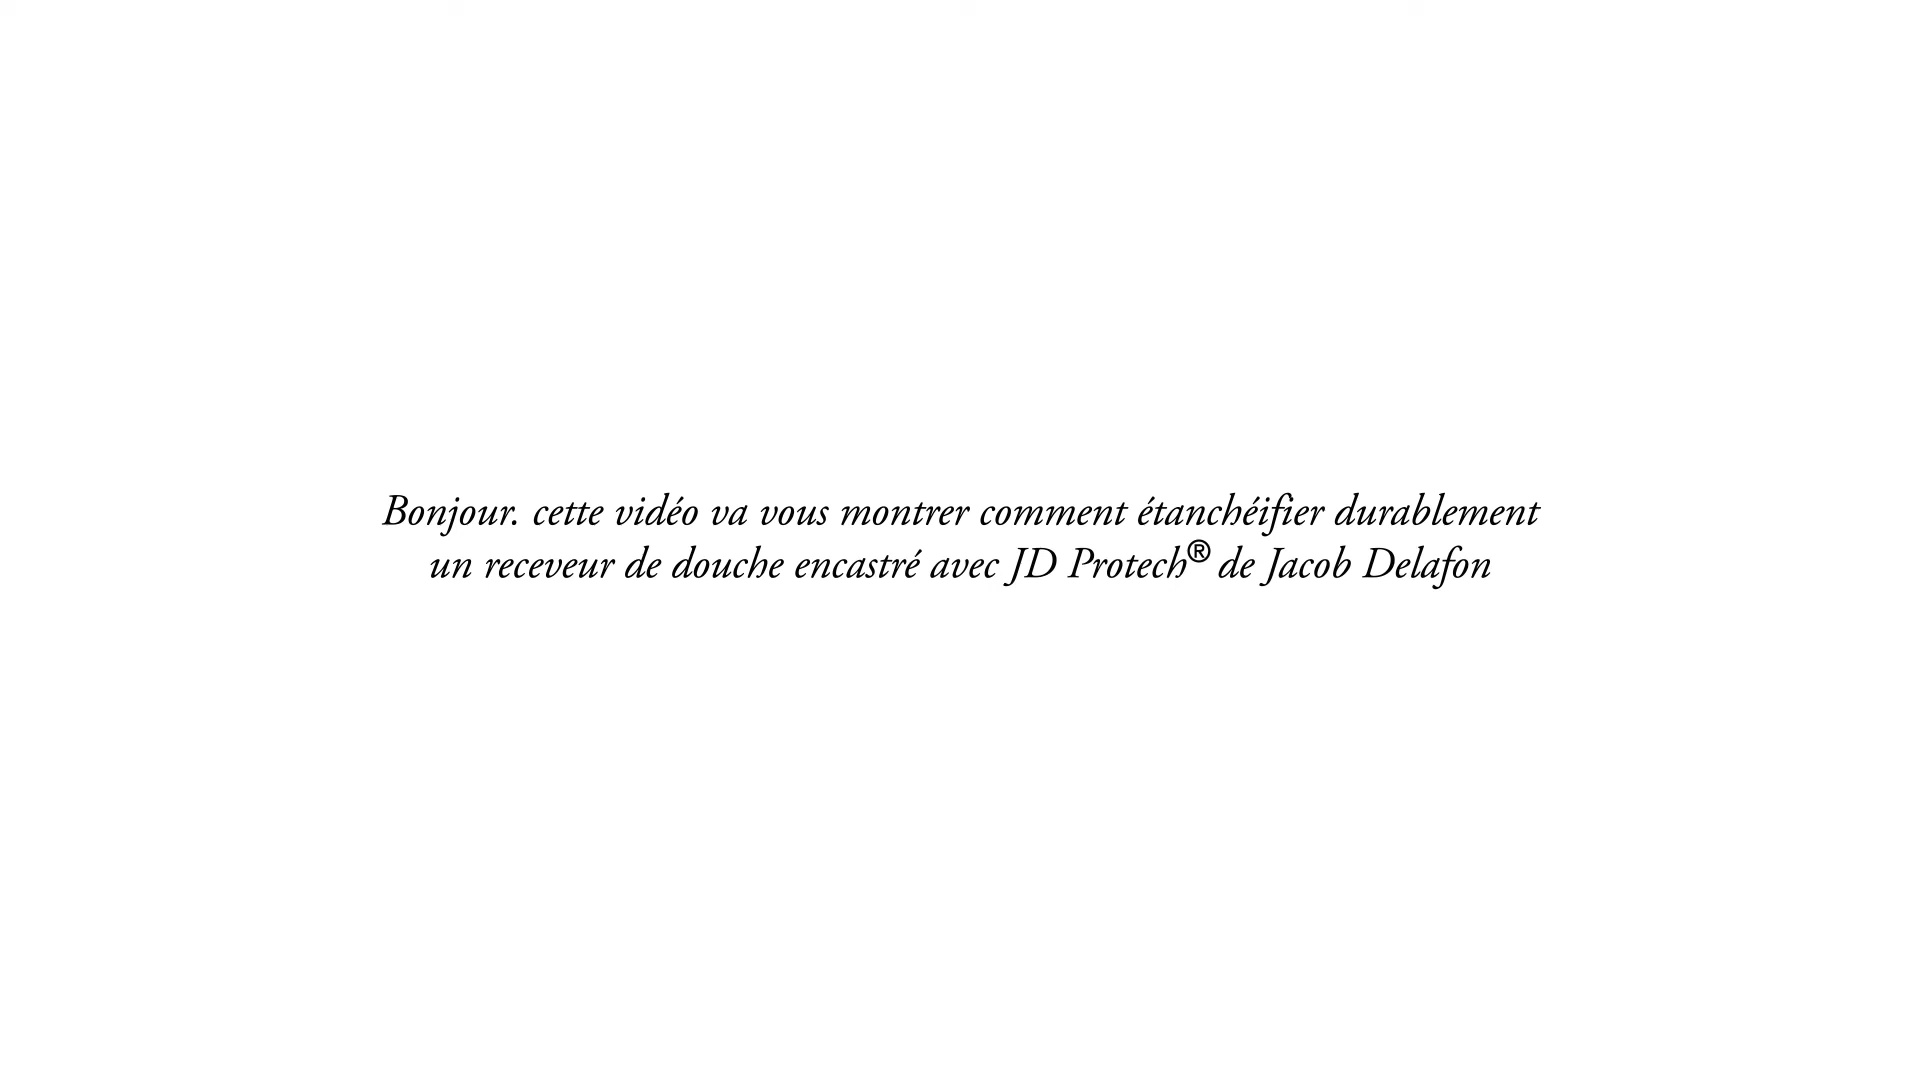 Bonjour. cette vidéo va vous montrer comment étanchéifier durablement
un receveur de douche encastré avec JD Protech® de Jacob Delafon